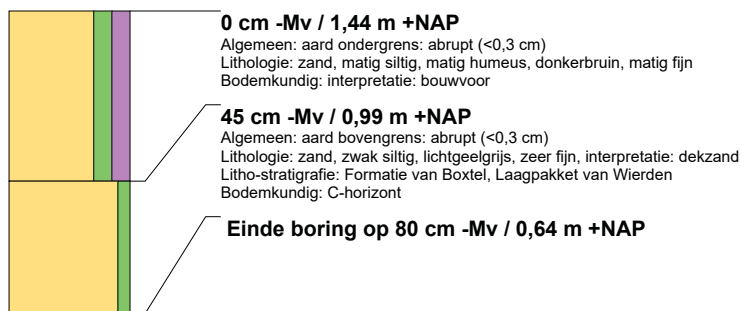 0 cm -Mv / 1,44 m +NAP
Algemeen: aard ondergrens: abrupt (<0,3 cm)
Lithologie: zand, matig siltig, matig humeus, donkerbruin, matig fijn
Bodemkundig: interpretatie: bouwvoor
45 cm -Mv / 0,99 m +NAP
Algemeen: aard bovengrens: abrupt (<0,3 cm)
Lithologie: zand, zwak siltig, lichtgeelgrijs, zeer fijn, interpretatie: dekzand
Litho-stratigrafie: Formatie van Boxtel, Laagpakket van Wierden
Bodemkundig: C-horizont
Einde boring op 80 cm -Mv / 0,64 m +NAP